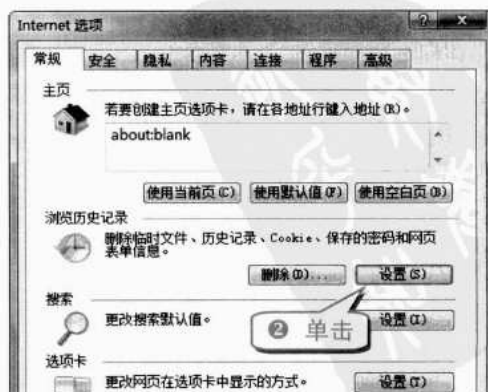 Internet 选项
常规 安全 隐私 内容 连接 程序 高级
主页
若要创建主页选项卡，请在各地址行键入地址(R)。
about:blank
使用当前页(C) 使用默认值(F) 使用空白页(B)
浏览历史记录
删除临时文件、历史记录、Cookie、保存的密码和网页
表单信息。
删除(D)... 设置(S)
搜索
更改搜索默认值。 设置(I)
❷ 单击
选项卡
更改网页在选项卡中显示的方式。 设置(T)